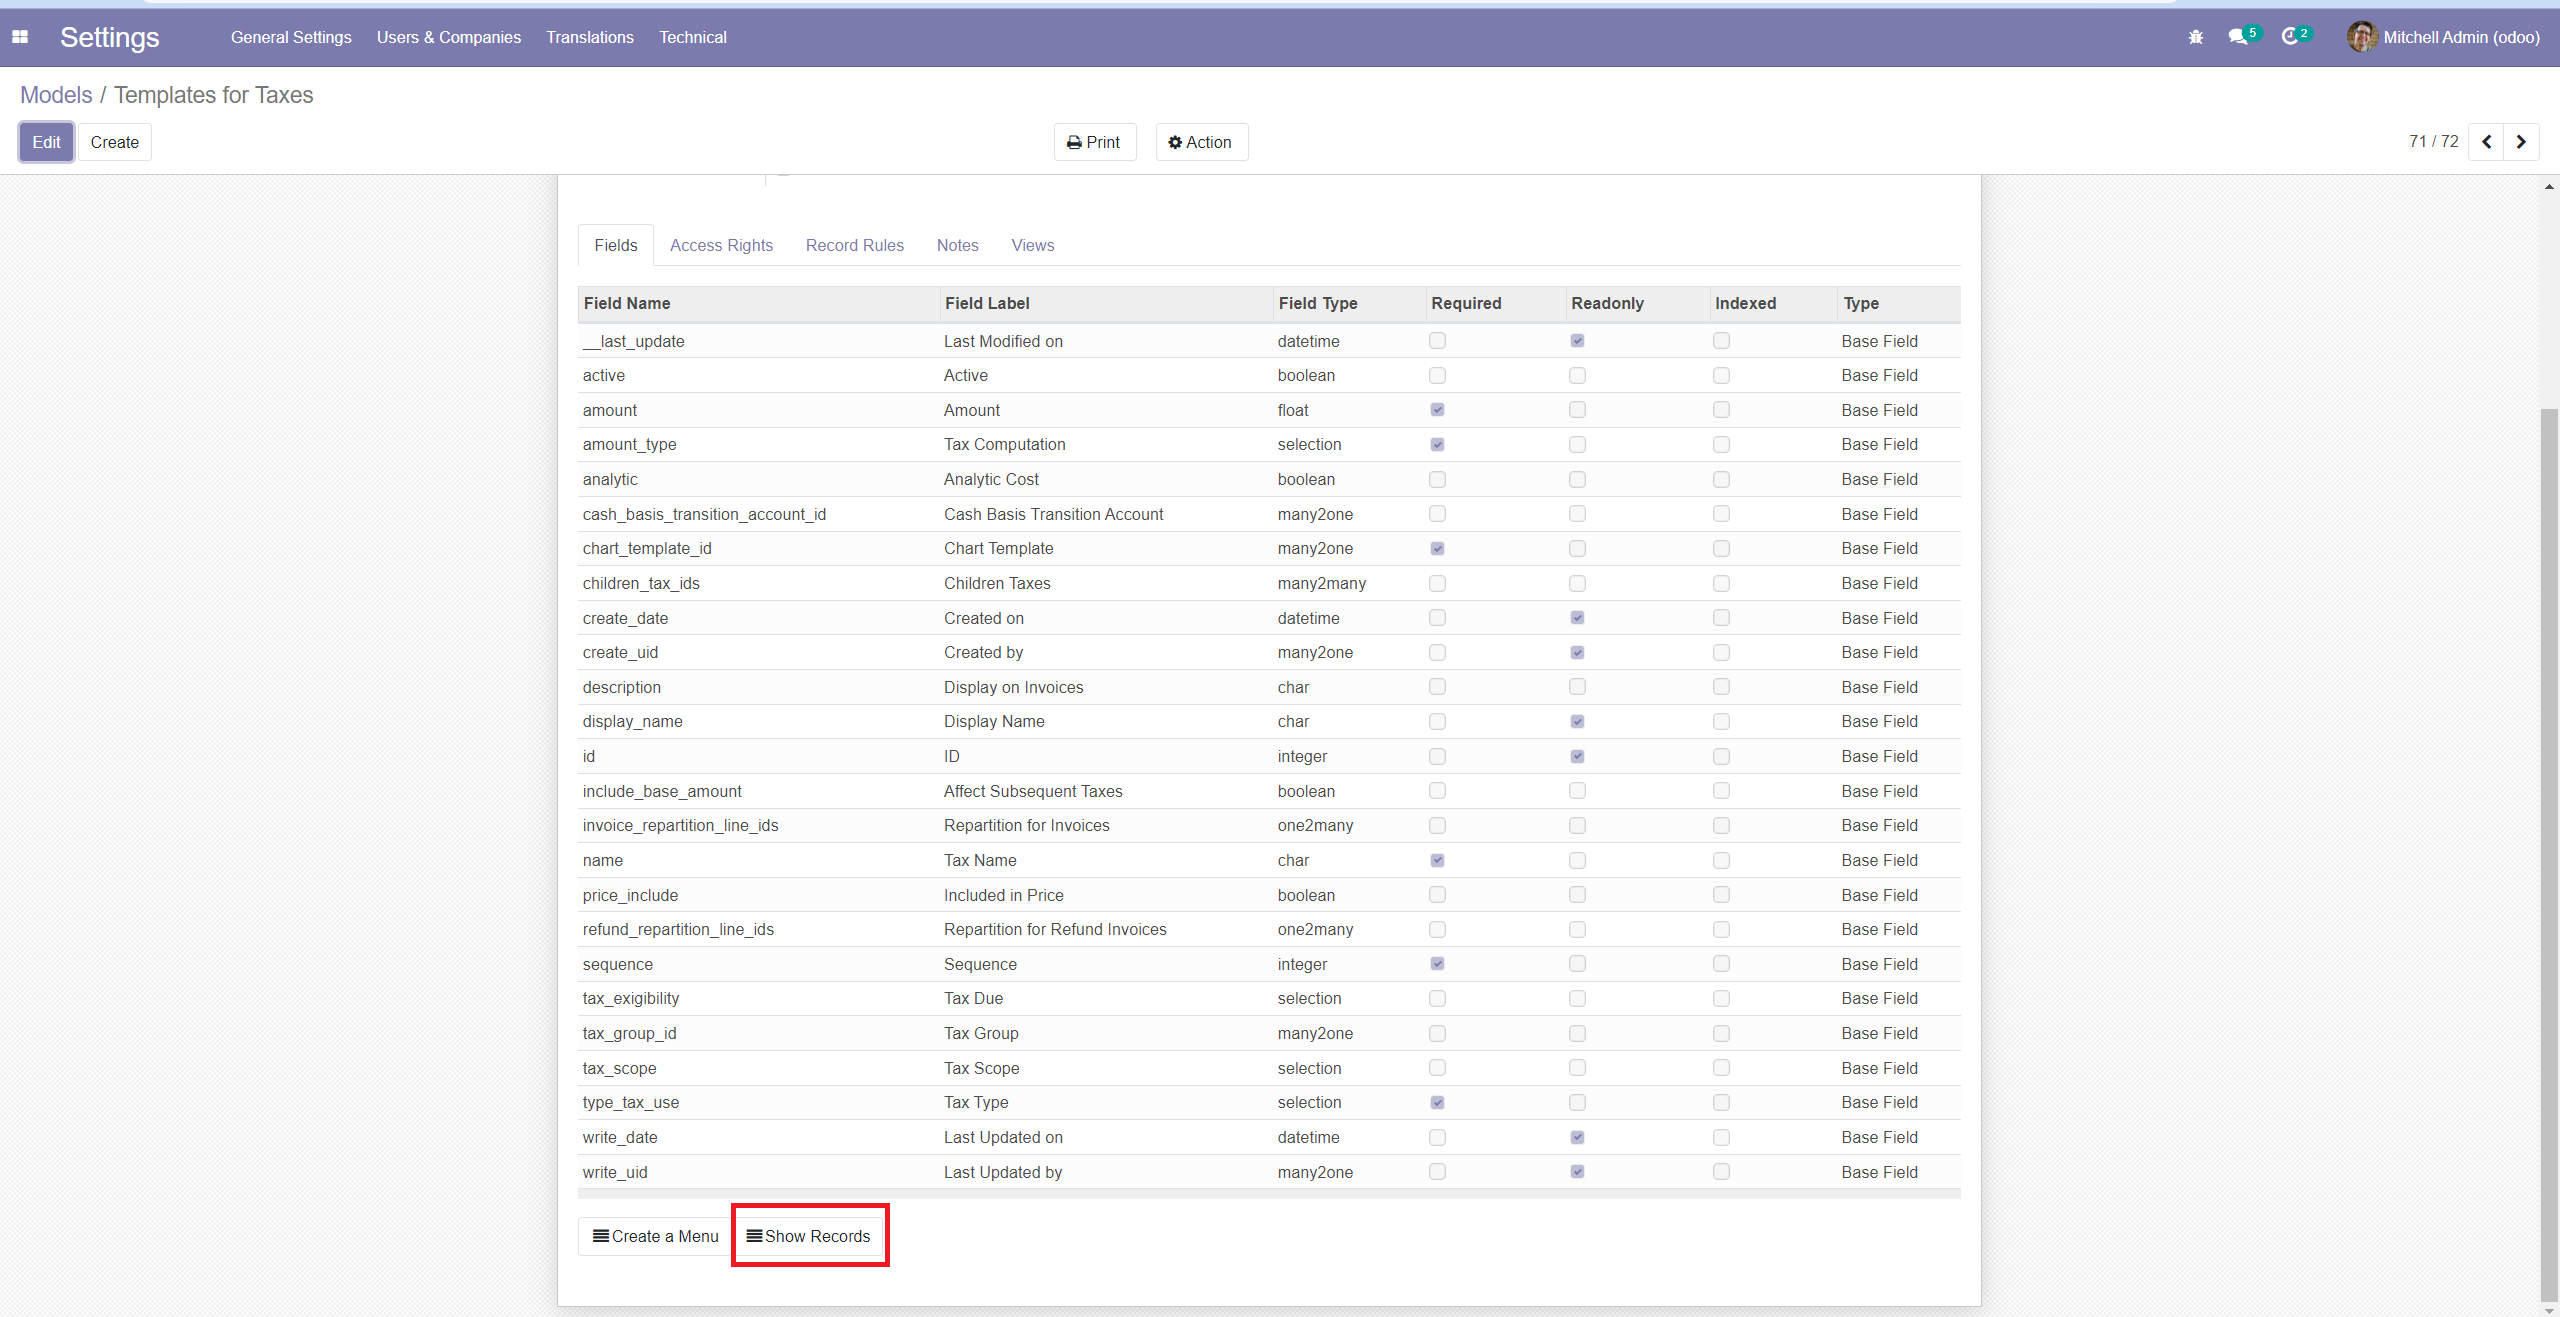 Settings General Settings Users & Companies Translations Technical 5 2 Mitchell Admin (odoo)
Models / Templates for Taxes
Edit Create Print Action 71 / 72
Fields Access Rights Record Rules Notes Views
Field Name Field Label Field Type Required Readonly Indexed Type
__last_update Last Modified on datetime Base Field
active Active boolean Base Field
amount Amount float Base Field
amount_type Tax Computation selection Base Field
analytic Analytic Cost boolean Base Field
cash_basis_transition_account_id Cash Basis Transition Account many2one Base Field
chart_template_id Chart Template many2one Base Field
children_tax_ids Children Taxes many2many Base Field
create_date Created on datetime Base Field
create_uid Created by many2one Base Field
description Display on Invoices char Base Field
display_name Display Name char Base Field
id ID integer Base Field
include_base_amount Affect Subsequent Taxes boolean Base Field
invoice_repartition_line_ids Repartition for Invoices one2many Base Field
name Tax Name char Base Field
price_include Included in Price boolean Base Field
refund_repartition_line_ids Repartition for Refund Invoices one2many Base Field
sequence Sequence integer Base Field
tax_exigibility Tax Due selection Base Field
tax_group_id Tax Group many2one Base Field
tax_scope Tax Scope selection Base Field
type_tax_use Tax Type selection Base Field
write_date Last Updated on datetime Base Field
write_uid Last Updated by many2one Base Field
Create a Menu Show Records